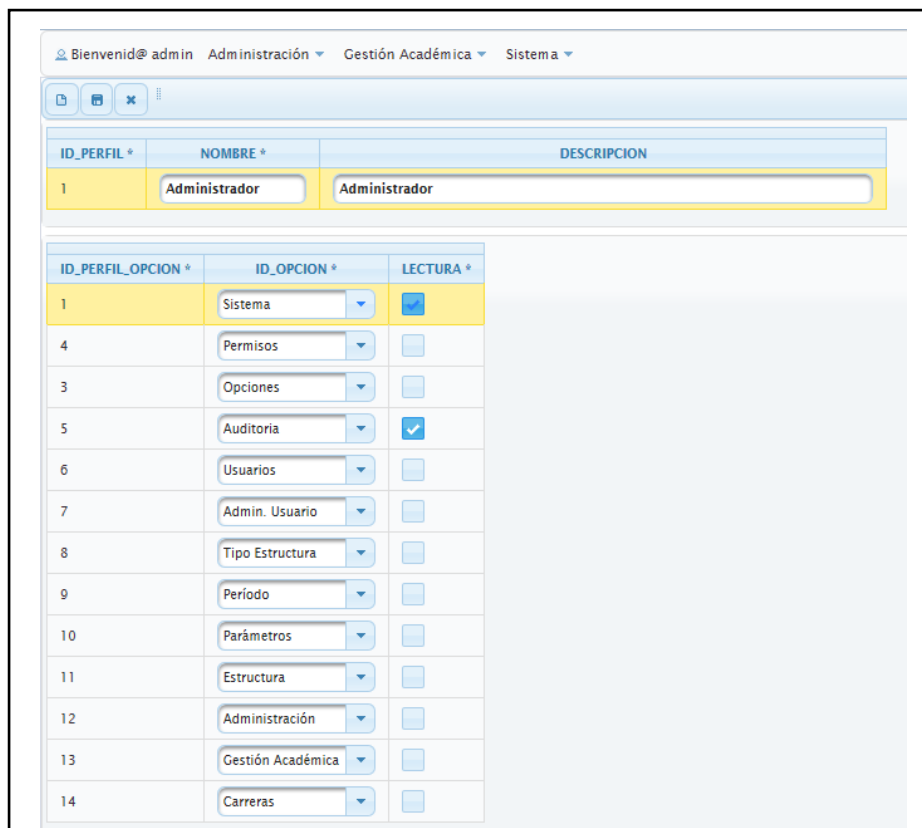 Bienvenid@ admin Administración Gestión Académica Sistema
ID_PERFIL * NOMBRE * DESCRIPCION
1 Administrador Administrador
ID_PERFIL_OPCION * ID_OPCION * LECTURA *
1 Sistema
4 Permisos
3 Opciones
5 Auditoria
6 Usuarios
7 Admin. Usuario
8 Tipo Estructura
9 Período
10 Parámetros
11 Estructura
12 Administración
13 Gestión Académica
14 Carreras